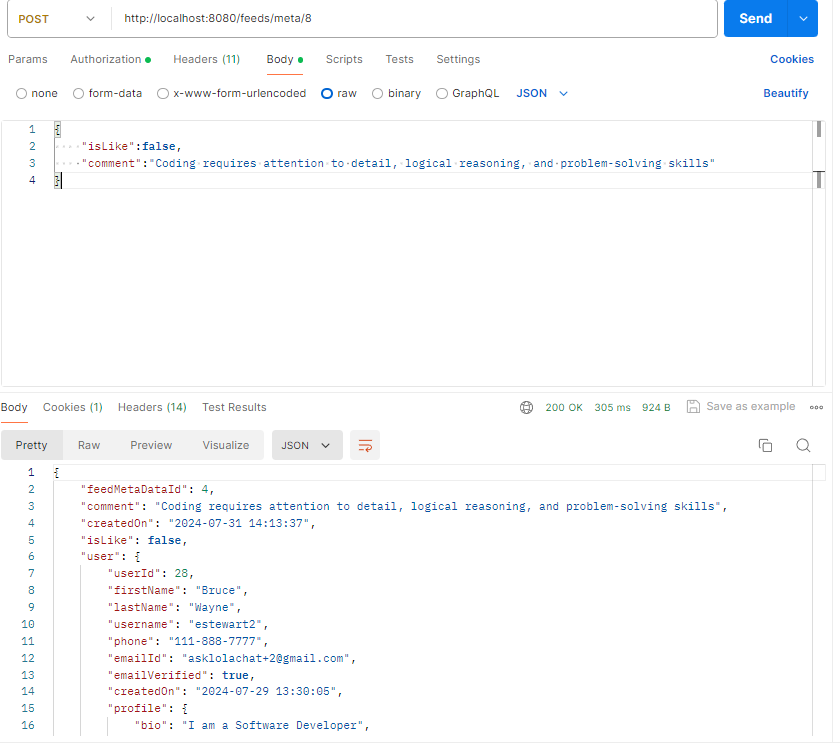 POST http://localhost:8080/feeds/meta/8 Send
Params Authorization Headers (11) Body Scripts Tests Settings Cookies
none form-data x-www-form-urlencoded raw binary GraphQL JSON Beautify
1 {
2 "isLike":false,
3 "comment":"Coding requires attention to detail, logical reasoning, and problem-solving skills"
4 }
Body Cookies (1) Headers (14) Test Results 200 OK 305 ms 924 B Save as example
Pretty Raw Preview Visualize JSON
1 {
2 "feedMetaDataId": 4,
3 "comment": "Coding requires attention to detail, logical reasoning, and problem-solving skills",
4 "createdOn": "2024-07-31 14:13:37",
5 "isLike": false,
6 "user": {
7 "userId": 28,
8 "firstName": "Bruce",
9 "lastName": "Wayne",
10 "username": "estewart2",
11 "phone": "111-888-7777",
12 "emailId": "asklolachat+2@gmail.com",
13 "emailVerified": true,
14 "createdOn": "2024-07-29 13:30:05",
15 "profile": {
16 "bio": "I am a Software Developer",